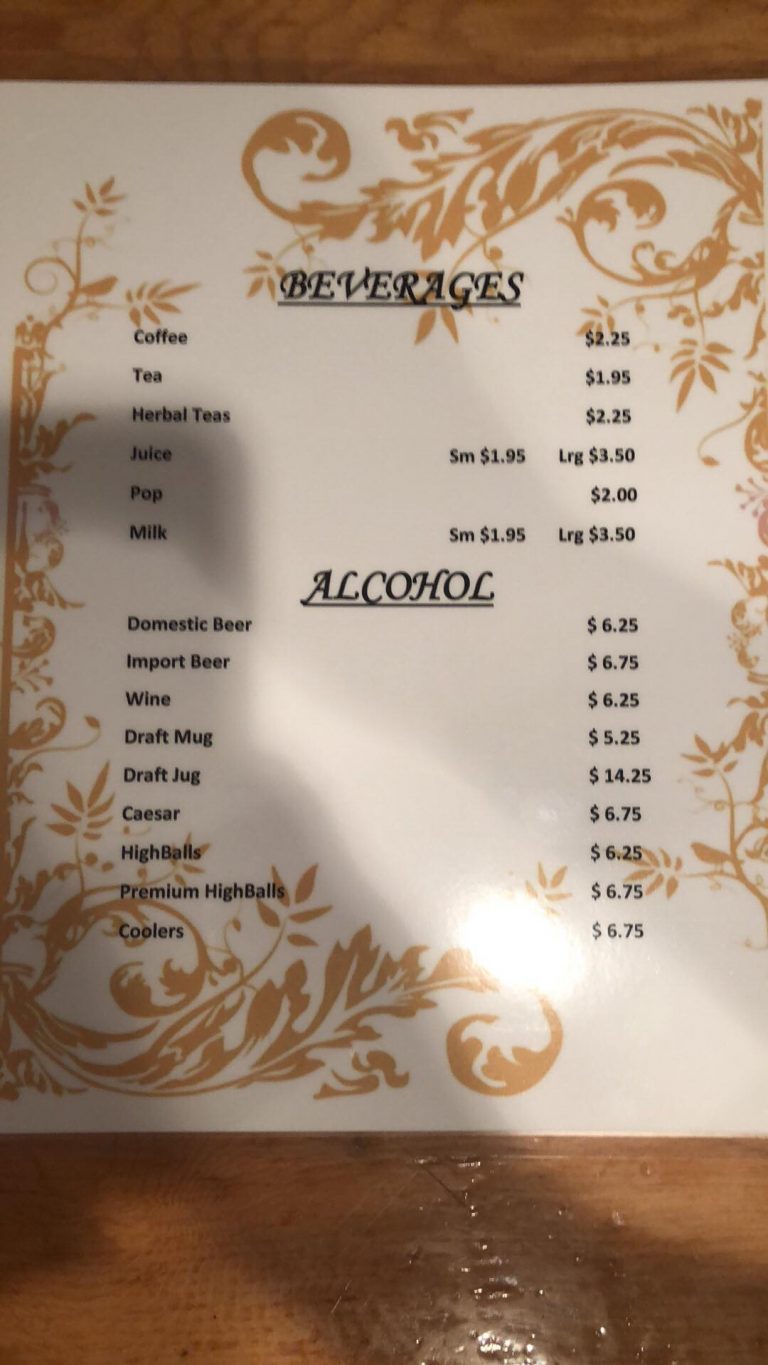 BEVERAGES
Coffee $2.25
Tea $1.95
Herbal Teas $2.25
Juice Sm $1.95 Lrg $3.50
Pop $2.00
Milk Sm $1.95 Lrg $3.50
ALCOHOL
Domestic Beer $ 6.25
Import Beer $ 6.75
Wine $ 6.25
Draft Mug $ 5.25
Draft Jug $ 14.25
Caesar $ 6.75
HighBalls $ 6.25
Premium HighBalls $ 6.75
Coolers $ 6.75